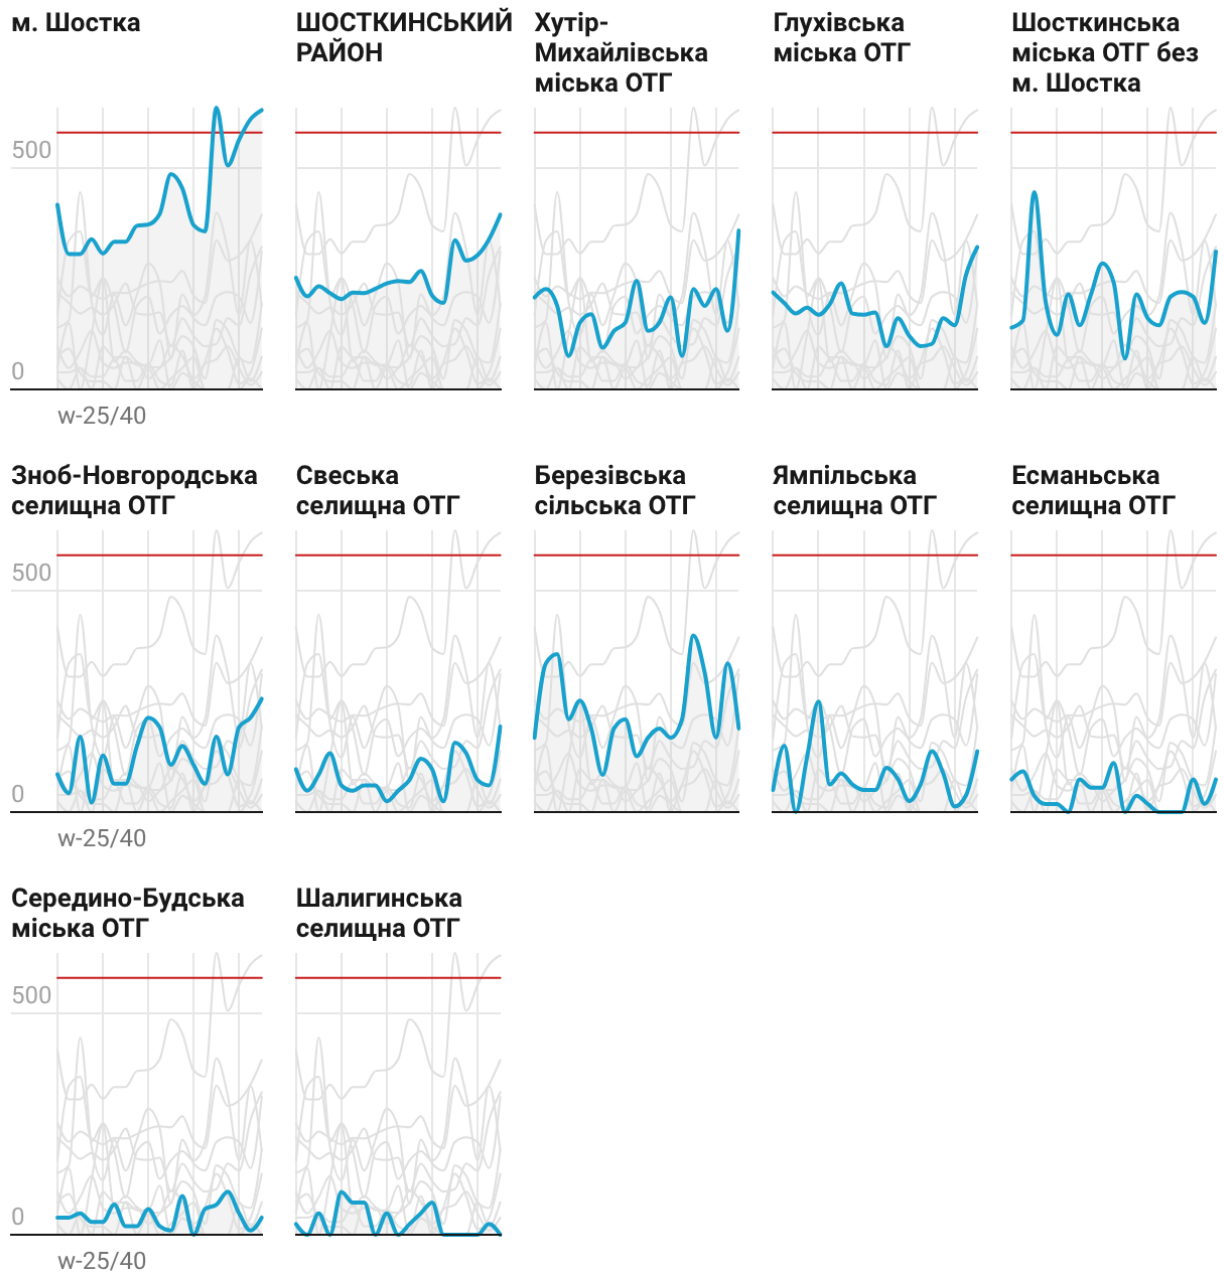 м. Шостка
ШОСТКИНСЬКИЙ
РАЙОН
Хутір-
Михайлівська
міська ОТГ
Глухівська
міська ОТГ
Шосткинська
міська ОТГ без
м. Шостка
500
0
w-25/40
Зноб-Новгородська
селищна ОТГ
Свеська
селищна ОТГ
Березівська
сільська ОТГ
Ямпільська
селищна ОТГ
Есманьська
селищна ОТГ
500
0
w-25/40
Середино-Будська
міська ОТГ
Шалигинська
селищна ОТГ
500
0
w-25/40